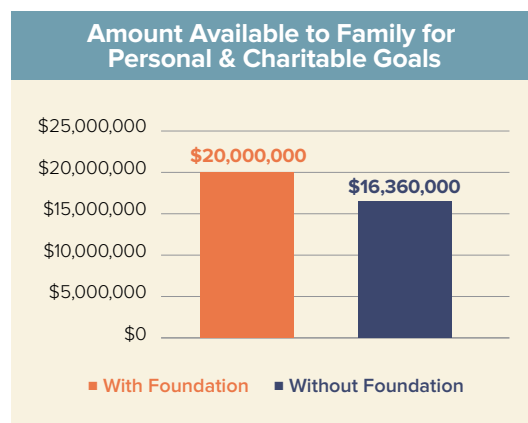 Amount Available to Family for
Personal & Charitable Goals
$25,000,000
$20,000,000
$20,000,000
$16,360,000
$15,000,000
$10,000,000
$5,000,000
$0
With Foundation
Without Foundation